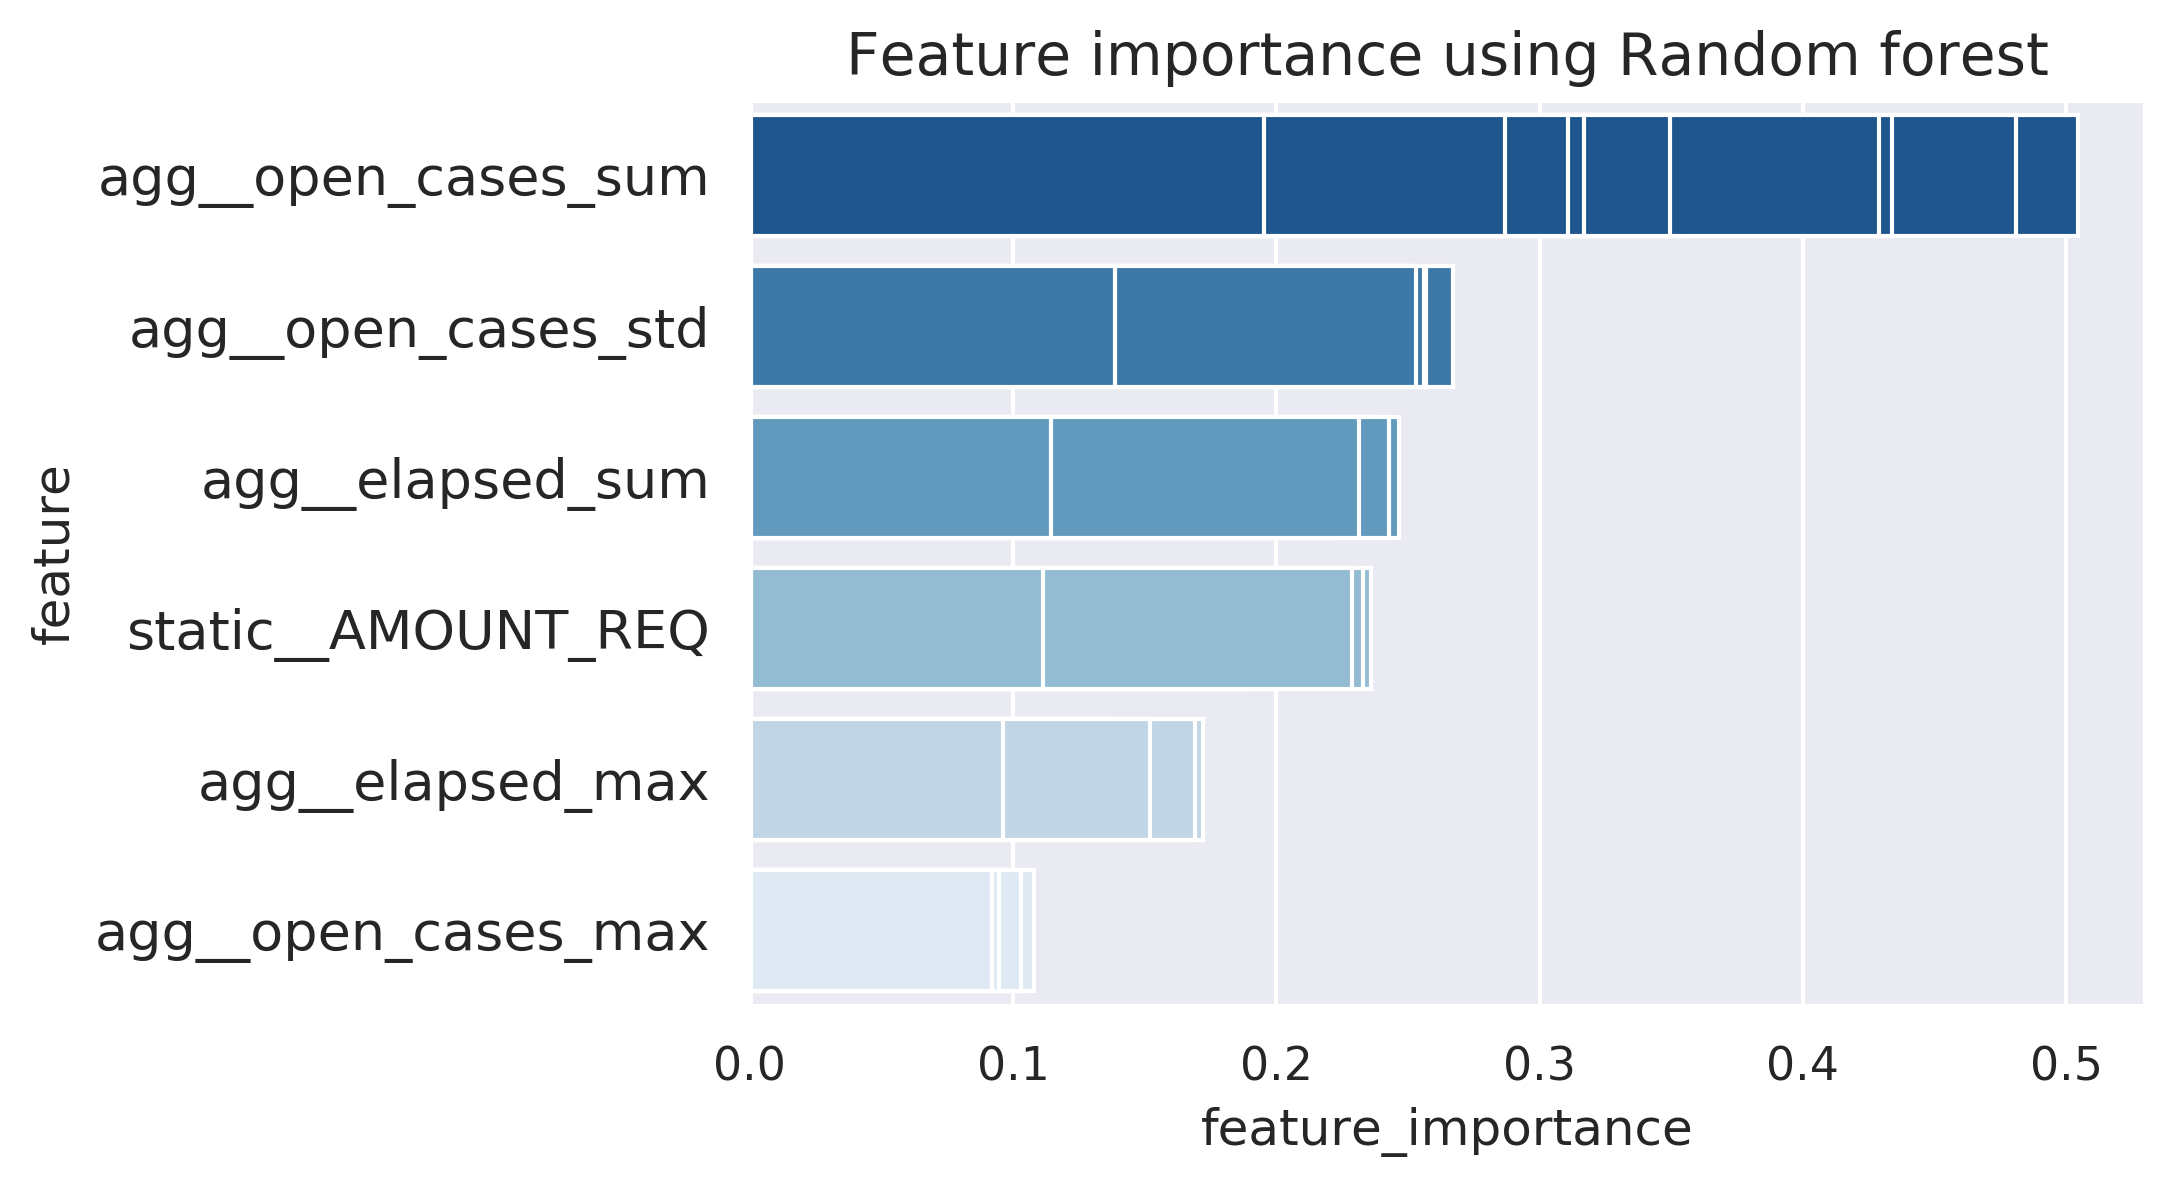 Feature importance using Random forest
feature
agg__open_cases_sum
agg__open_cases_std
agg__elapsed_sum
static__AMOUNT_REQ
agg__elapsed_max
agg__open_cases_max
0.0 0.1 0.2 0.3 0.4 0.5
feature_importance